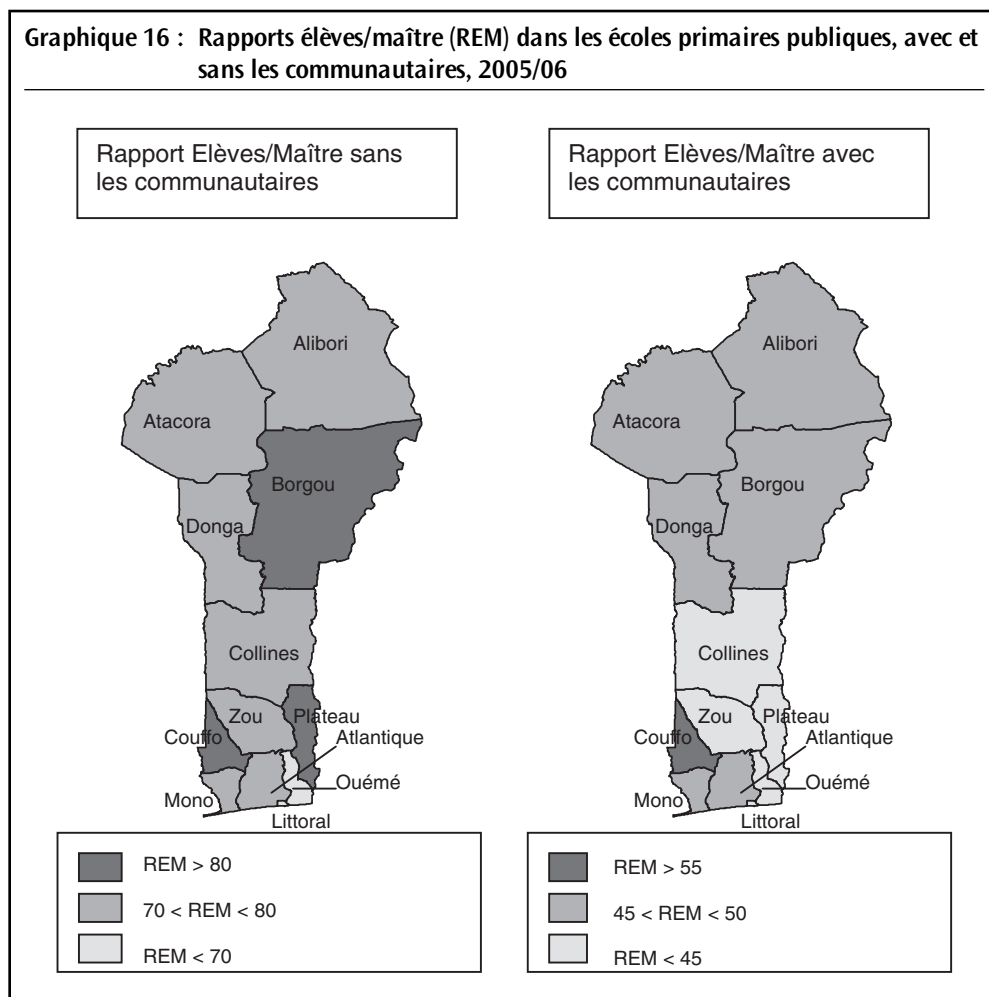 Graphique 16 : Rapports élèves/maître (REM) dans les écoles primaires publiques, avec et
sans les communautaires, 2005/06
Rapport Elèves/Maître sans
les communautaires
Alibori
Atacora
Borgou
Donga
Collines
Zou
Plateau
Couffo
Atlantique
Ouémé
Mono
Littoral
REM > 80
70 < REM < 80
REM < 70
Rapport Elèves/Maître avec
les communautaires
Alibori
Atacora
Borgou
Donga
Collines
Zou
Plateau
Couffo
Atlantique
Ouémé
Mono
Littoral
REM > 55
45 < REM < 50
REM < 45